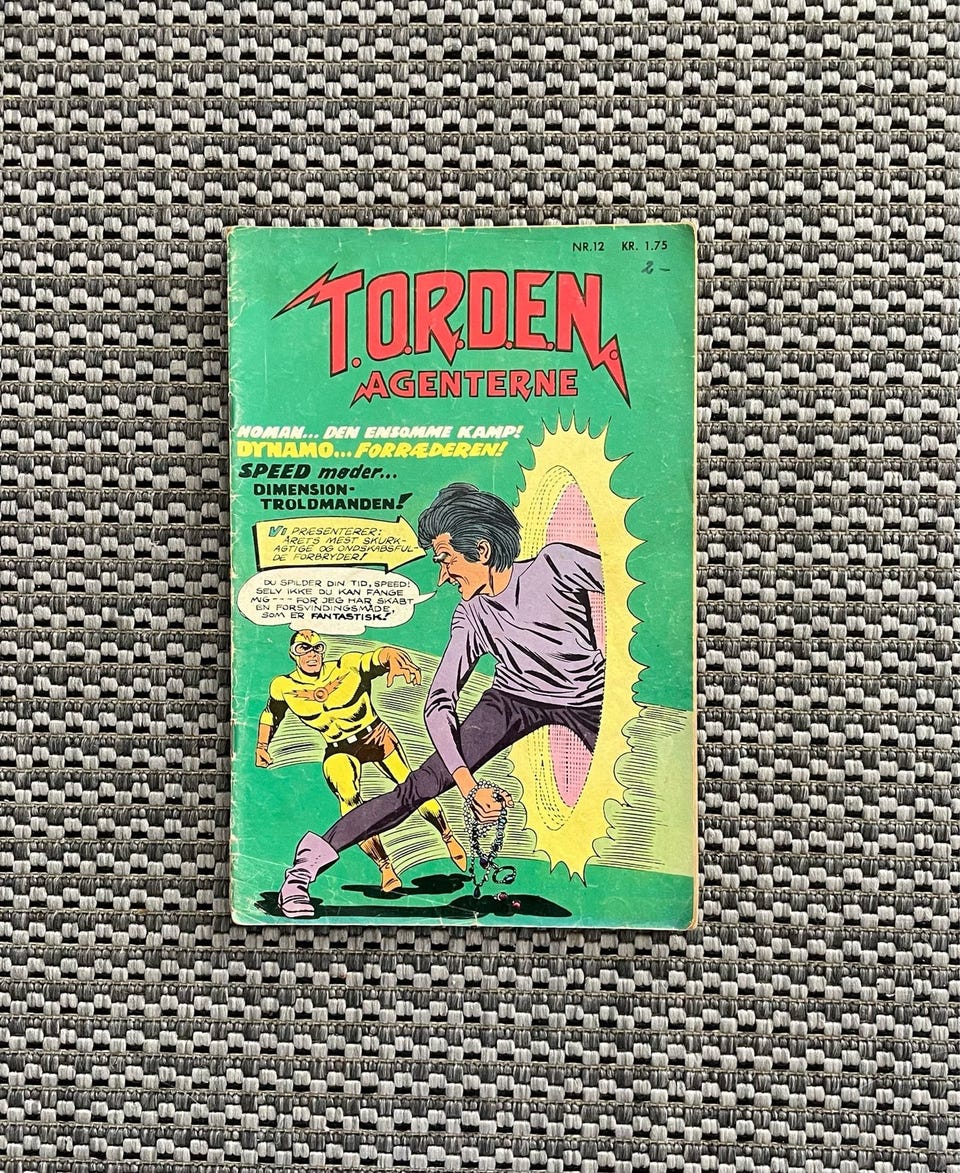 NR.12 KR. 1.75
2-
T.O.R.D.E.N.
AGENTERNE
NOMAN... DEN ENSOMME KAMP!
DYNAMO... FORRÆDEREN!
SPEED møder...
DIMENSION-
TROLDMANDEN!
VI PRÆSENTERER:
ÅRETS MEST SKURK-
AGTIGE OG ONDSKABSFUL-
DE FORBRYDER!
DU SPILDER DIN TID, SPEED!
SELV IKKE DU KAN FANGE
MIG --- FOR JEG HAR SKABT
EN FORSVINDINGSMÅDE,
SOM ER FANTASTISK!